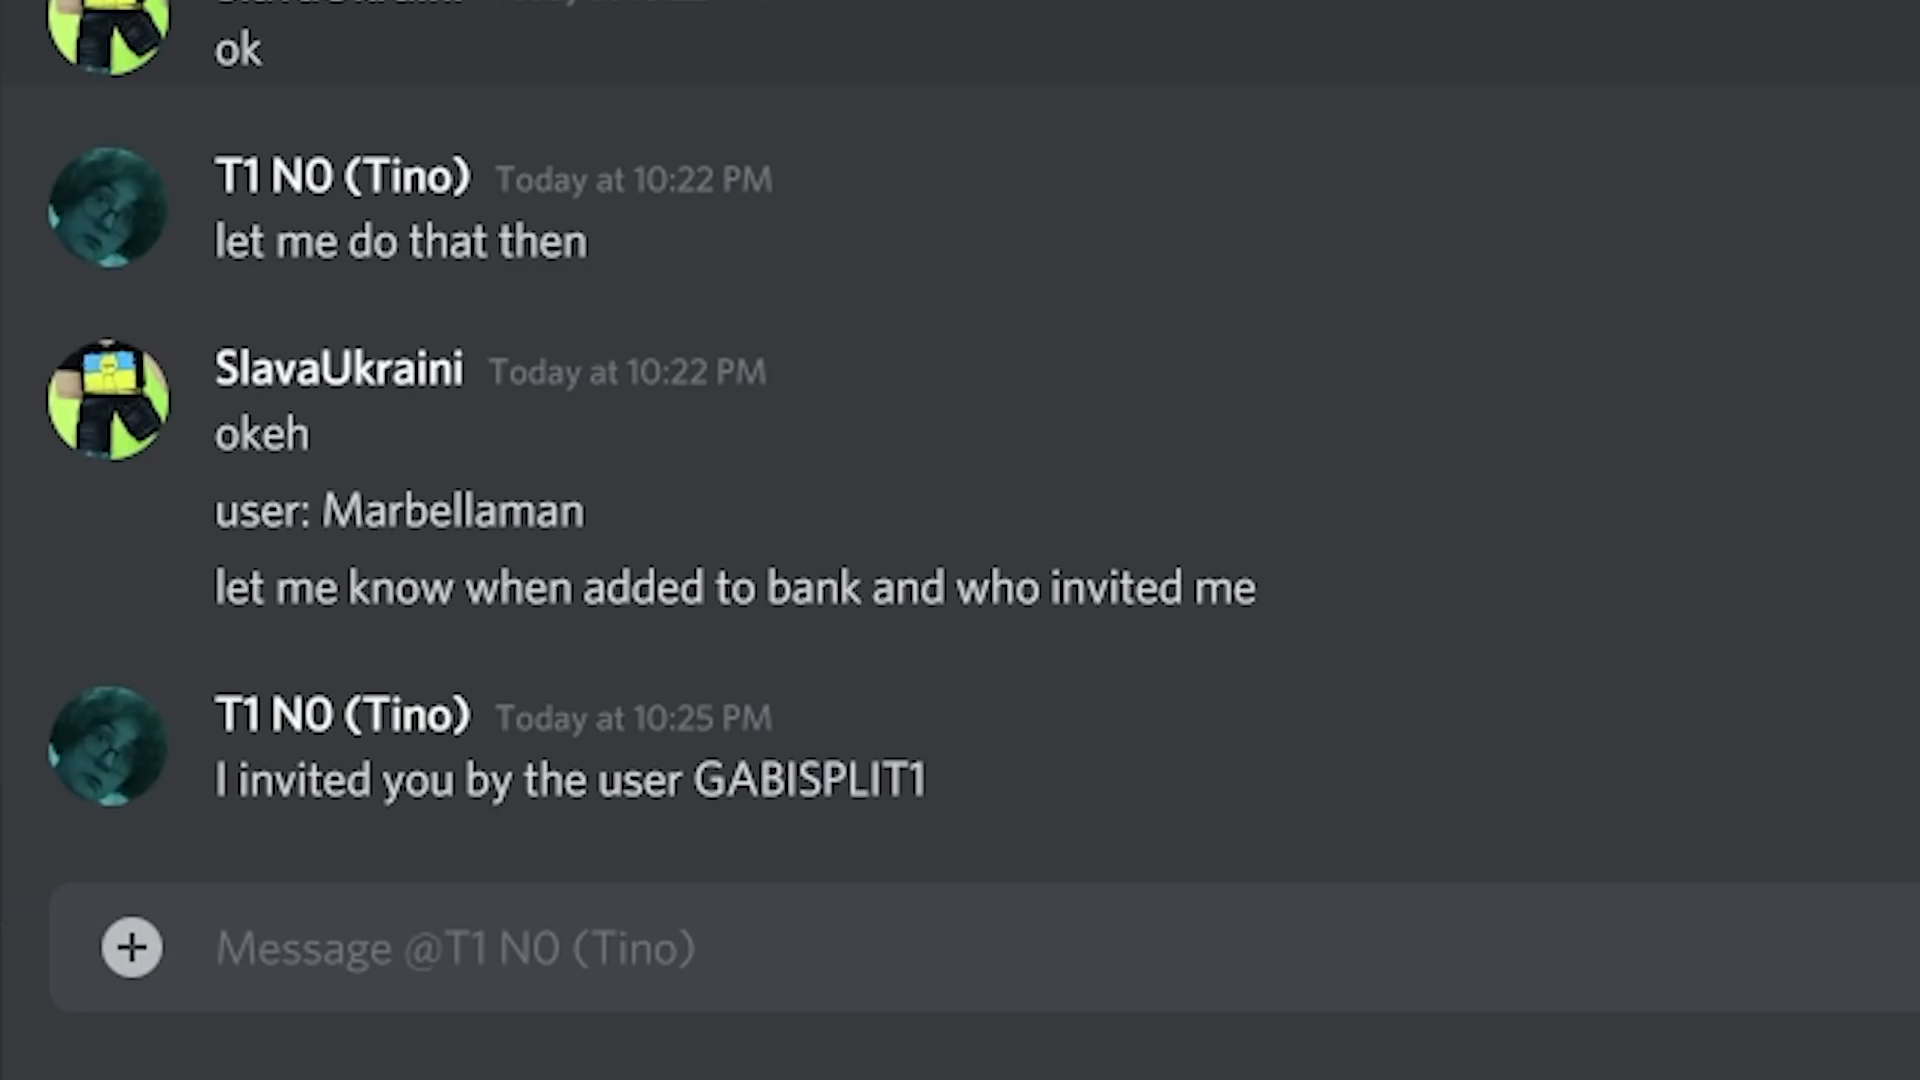 ok
T1 N0 (Tino) Today at 10:22 PM
let me do that then
SlavaUkraini Today at 10:22 PM
okeh
user: Marbellaman
let me know when added to bank and who invited me
T1 N0 (Tino) Today at 10:25 PM
I invited you by the user GABISPLIT1
Message @T1 N0 (Tino)